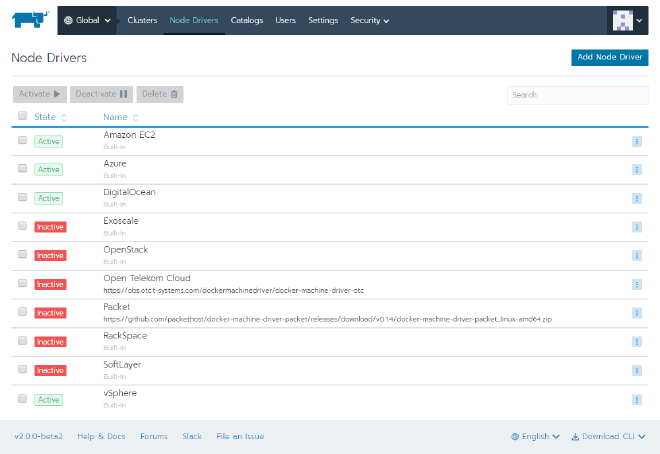 Global Clusters Node Drivers Catalogs Users Settings Security
Node Drivers
Add Node Driver
Activate Deactivate Delete
Search
State Name
Active Amazon EC2
Built-In
Active Azure
Built-In
Active DigitalOcean
Built-In
Inactive Exoscale
Built-In
Inactive OpenStack
Built-In
Inactive Open Telekom Cloud
https://obs.otc.t-systems.com/dockermachinedriver/docker-machine-driver-otc
Inactive Packet
https://github.com/packethost/docker-machine-driver-packet/releases/download/v0.1.4/docker-machine-driver-packet_linux-amd64.zip
Inactive RackSpace
Built-In
Inactive SoftLayer
Built-In
Active vSphere
Built-In
v2.0.0-beta2 Help & Docs Forums Slack File an Issue English Download CLI